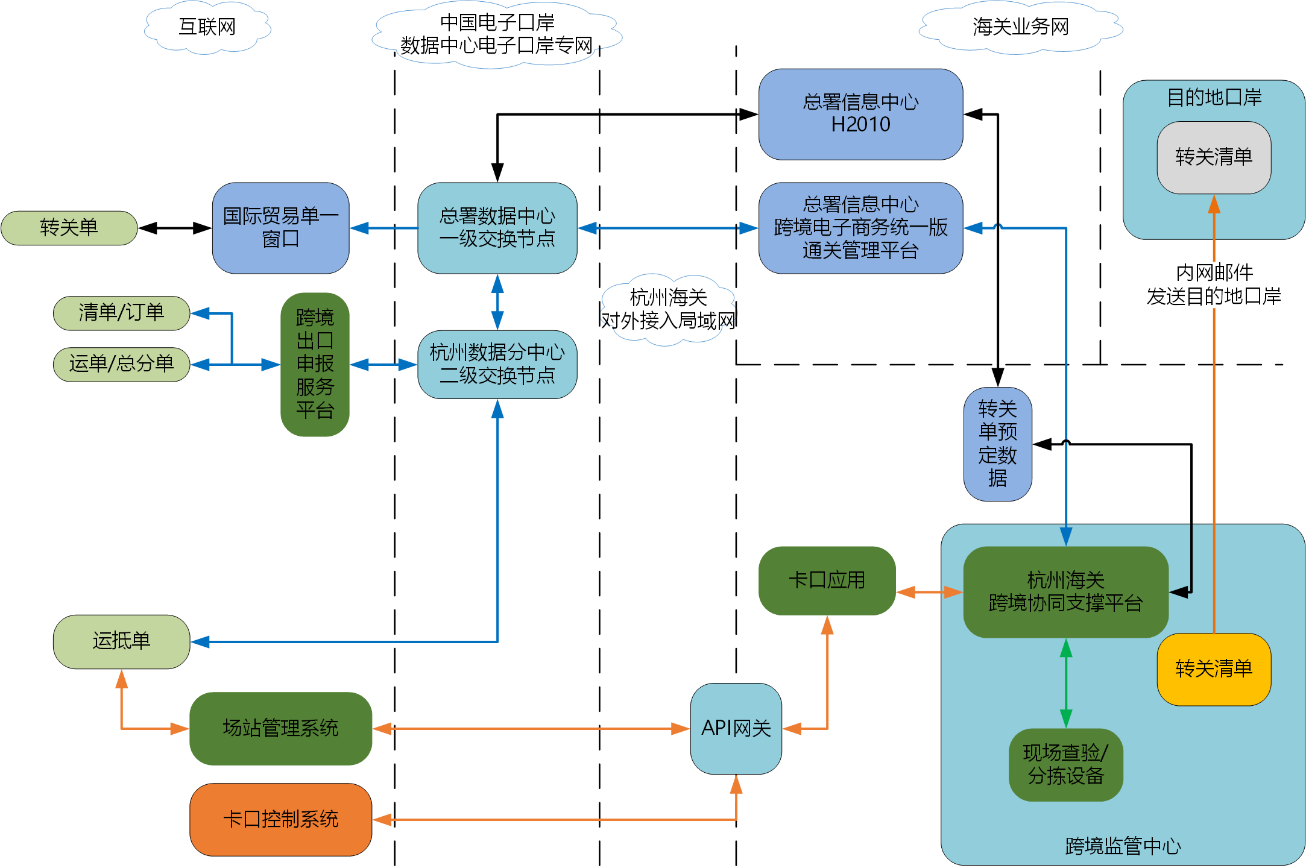 互联网
中国电子口岸
数据中心电子口岸专网
海关业务网
总署信息中心
H2010
目的地口岸
转关清单
转关单
国际贸易单一
窗口
总署数据中心
一级交换节点
总署信息中心
跨境电子商务统一版
通关管理平台
内网邮件
发送目的地口岸
杭州海关
对外接入局域网
清单/订单
运单/总分单
跨境
出口
申报
服务
平台
杭州数据分中心
二级交换节点
转关
单预
定数
据
卡口应用
杭州海关
跨境协同支撑平台
运抵单
转关清单
场站管理系统
API网关
现场查验/
分拣设备
卡口控制系统
跨境监管中心